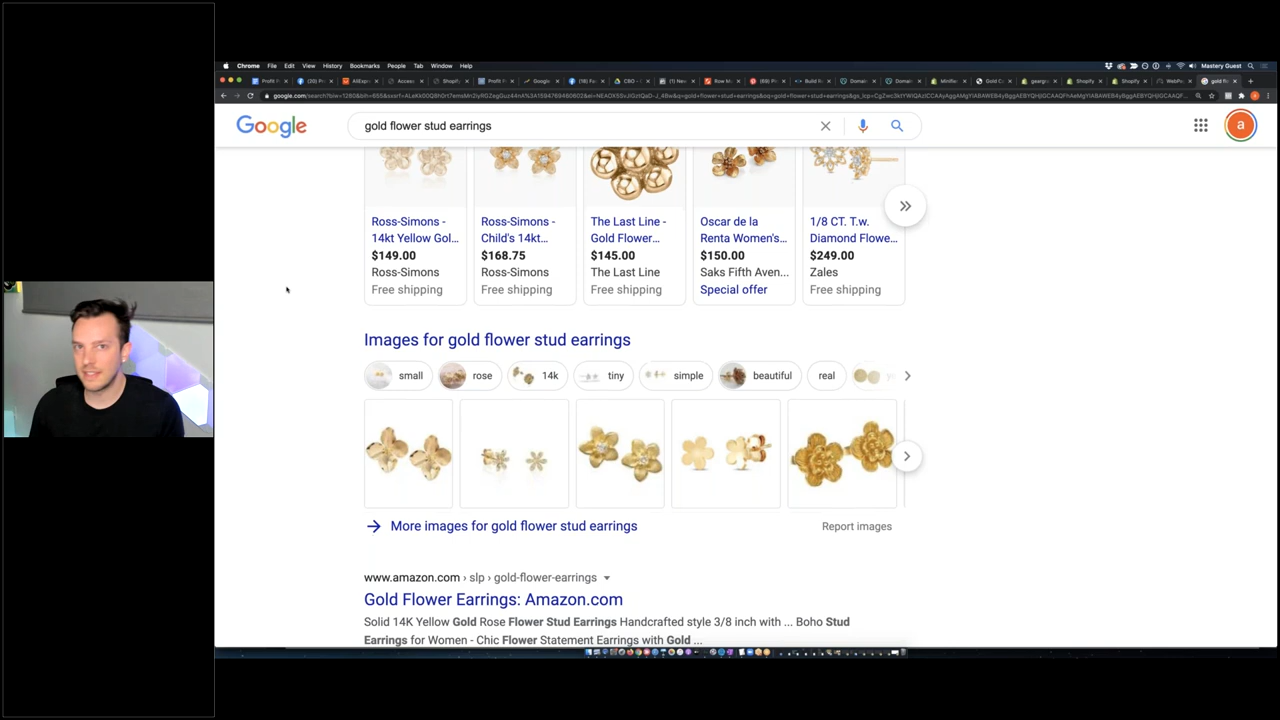 Chrome File Edit View History Bookmarks People Tab Window Help
Mastery Guest
Google
gold flower stud earrings
a
Ross-Simons - 14kt Yellow Gol...
$149.00
Ross-Simons
Free shipping
Ross-Simons - Child's 14kt...
$168.75
Ross-Simons
Free shipping
The Last Line - Gold Flower...
$145.00
The Last Line
Free shipping
Oscar de la Renta Women's...
$150.00
Saks Fifth Aven...
Special offer
1/8 CT. T.w. Diamond Flowe...
$249.00
Zales
Free shipping
Images for gold flower stud earrings
small rose 14k tiny simple beautiful real
More images for gold flower stud earrings
Report images
www.amazon.com › slp › gold-flower-earrings
Gold Flower Earrings: Amazon.com
Solid 14K Yellow Gold Rose Flower Stud Earrings Handcrafted style 3/8 inch with ... Boho Stud
Earrings for Women - Chic Flower Statement Earrings with Gold ...